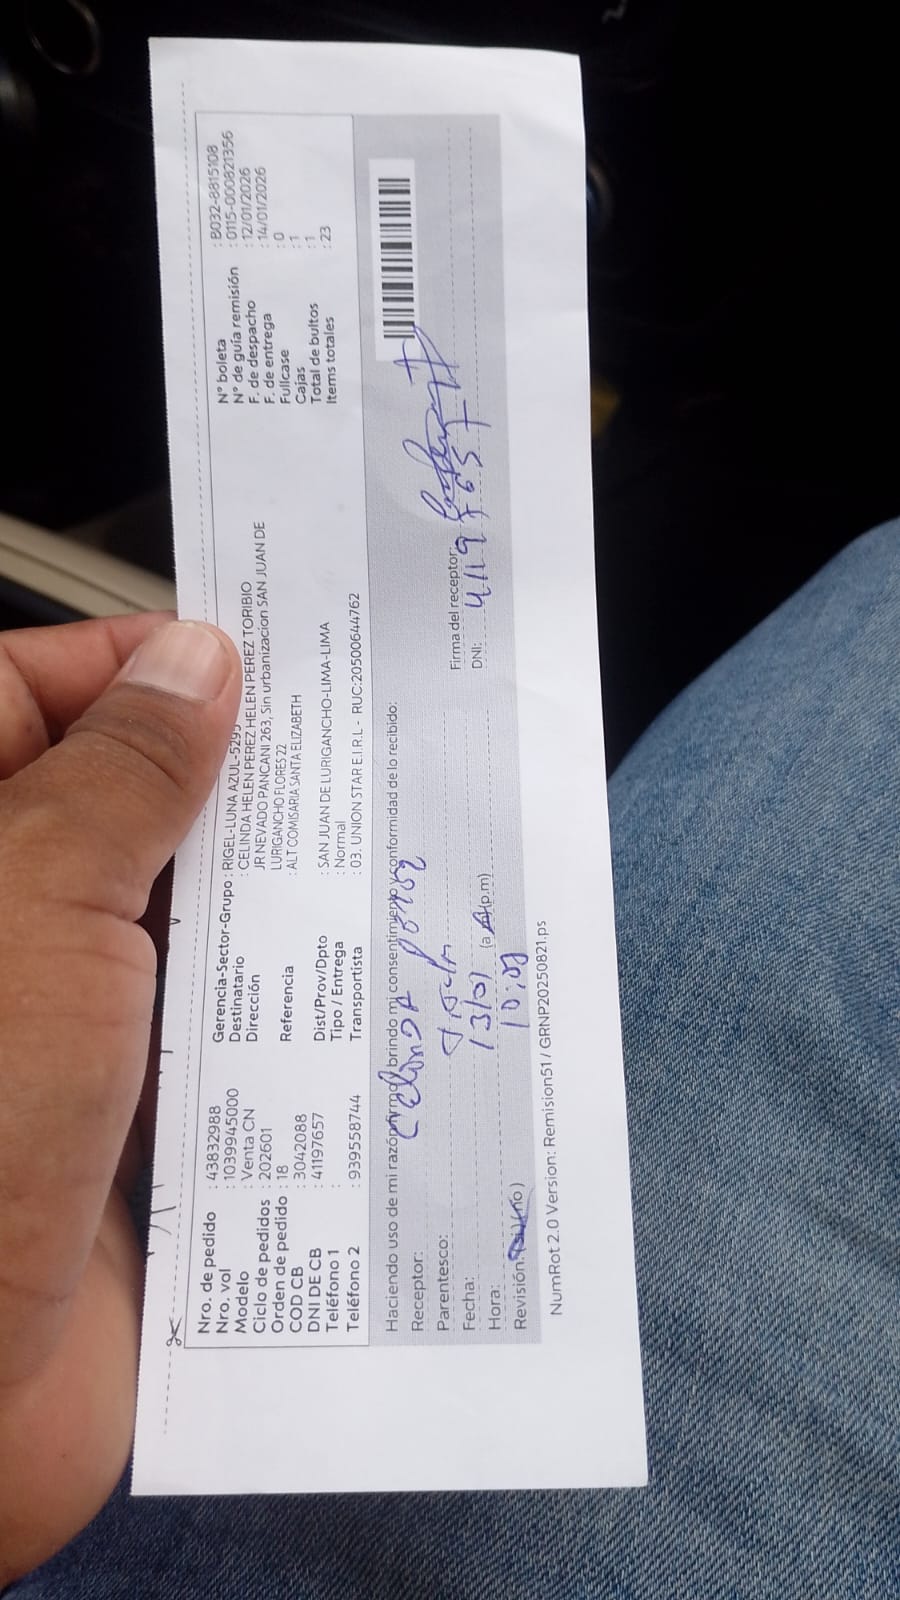 Nro. de pedido : 43832988
Nro. vol : 1039945000
Modelo : Venta CN
Ciclo de pedidos : 202601
Orden de pedido : 18
COD CB : 3042088
DNI DE CB : 41197657
Teléfono 1 :
Teléfono 2 : 939558744
Gerencia-Sector-Grupo : RIGEL-LUNA AZUL-5295
Destinatario : CELINDA HELEN PEREZ HELEN PEREZ TORIBIO
Dirección JR NEVADO PANCANI 263, Sin urbanizacion SAN JUAN DE
LURIGANCHO FLORES 22
Referencia : ALT COMISARIA SANTA ELIZABETH
Dist/Prov/Dpto : SAN JUAN DE LURIGANCHO-LIMA-LIMA
Tipo / Entrega : Normal
Transportista : 03. UNION STAR E.I.R.L - RUC:20500644762
N° boleta : B032-8815108
N° de guía remisión : 0115-000821356
F. de despacho : 12/01/2026
F. de entrega : 14/01/2026
Fullcase : 0
Cajas : 1
Total de bultos : 1
Items totales : 23
Haciendo uso de mi razón firmo y brindo mi consentimiento y conformidad de lo recibido:
Receptor: Celinda Perez
Parentesco:
Fecha: 13/01
Hora: (a.m/p.m)
Revisión
Firma del receptor:
DNI: 41197657
NumRot 2.0 Version: Remision51 / GRNP20250821.ps